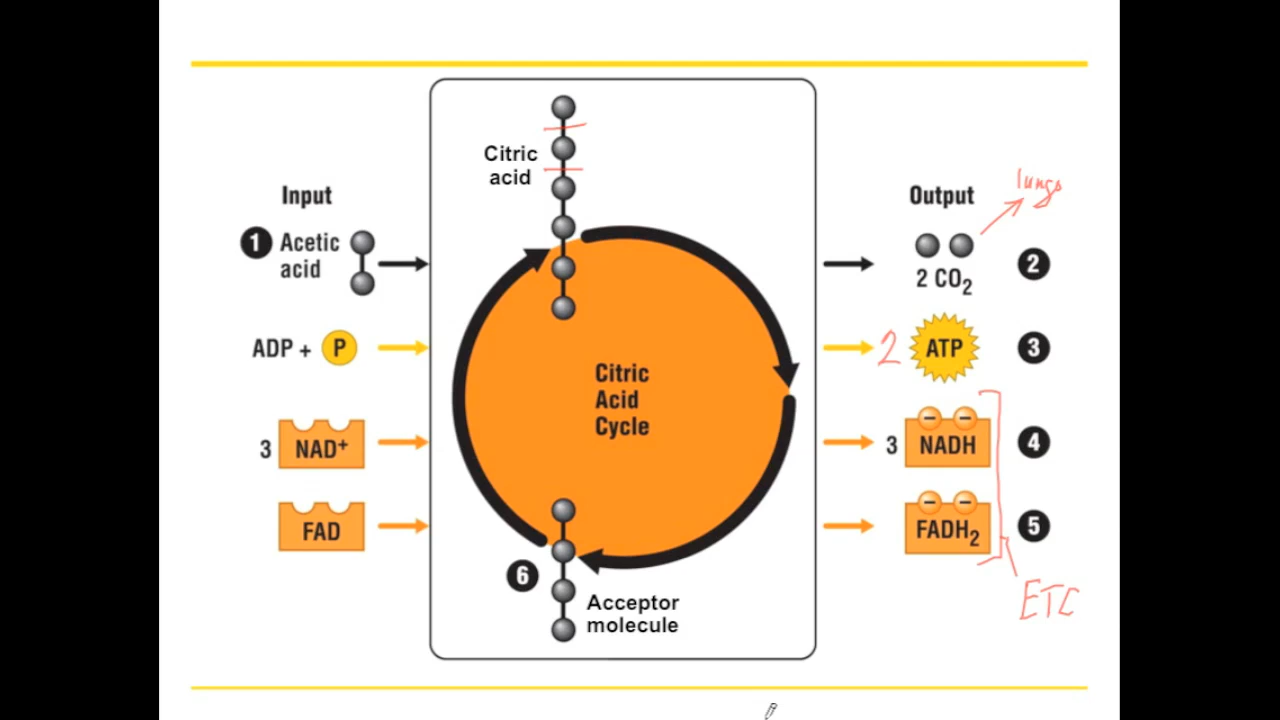 Citric
acid
Input
Output
lungs
1 Acetic
acid
2 CO2
2
ADP + P
2 ATP
3
Citric
Acid
Cycle
3 NAD+
3 NADH
4
FAD
FADH2
5
6
Acceptor
molecule
ETC